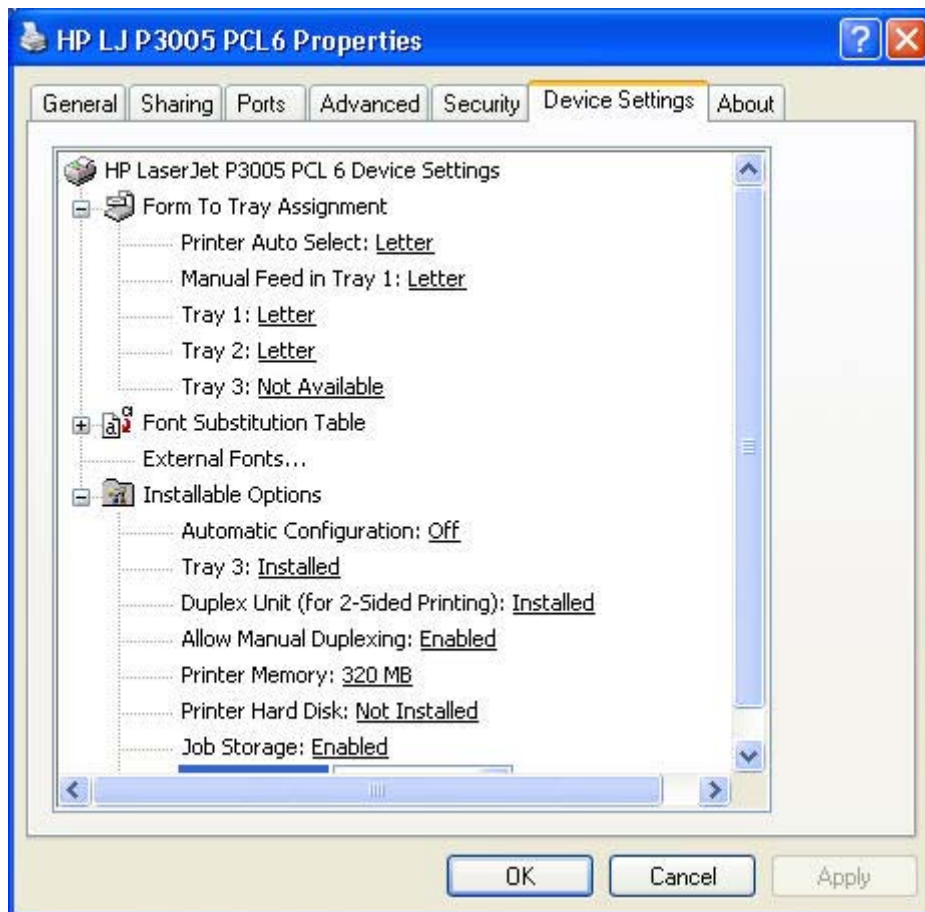 HP LJ P3005 PCL6 Properties
General Sharing Ports Advanced Security Device Settings About
HP LaserJet P3005 PCL 6 Device Settings
Form To Tray Assignment
Printer Auto Select: Letter
Manual Feed in Tray 1: Letter
Tray 1: Letter
Tray 2: Letter
Tray 3: Not Available
Font Substitution Table
External Fonts...
Installable Options
Automatic Configuration: Off
Tray 3: Installed
Duplex Unit (for 2-Sided Printing): Installed
Allow Manual Duplexing: Enabled
Printer Memory: 320 MB
Printer Hard Disk: Not Installed
Job Storage: Enabled
OK Cancel Apply